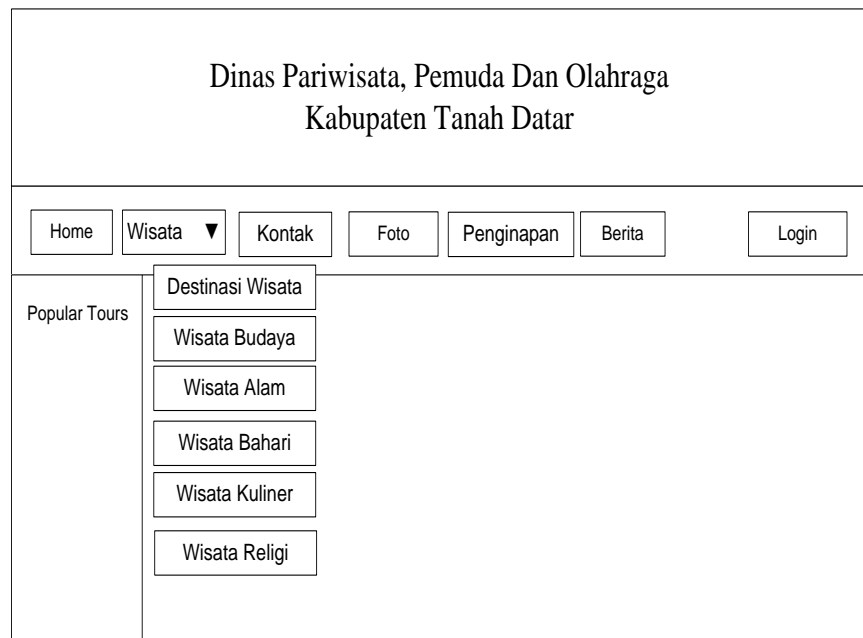 Dinas Pariwisata, Pemuda Dan Olahraga
Kabupaten Tanah Datar
Home Wisata ▼ Kontak Foto Penginapan Berita Login
Popular Tours
Destinasi Wisata
Wisata Budaya
Wisata Alam
Wisata Bahari
Wisata Kuliner
Wisata Religi